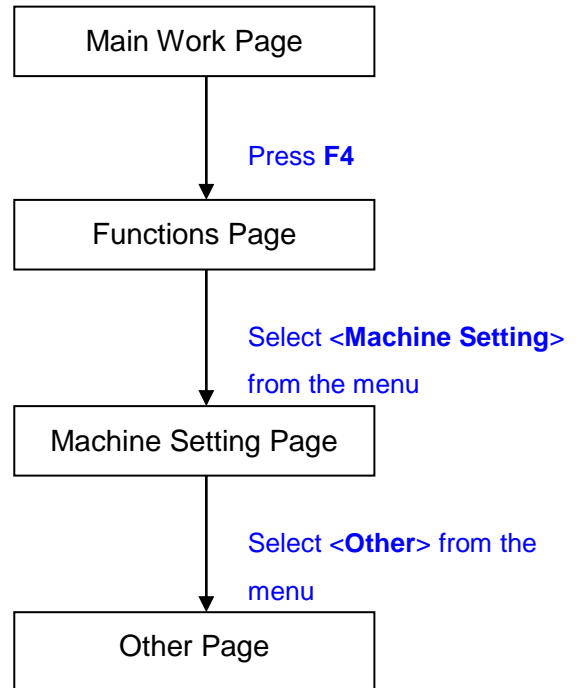 Main Work Page
Press F4
Functions Page
Select <Machine Setting>
from the menu
Machine Setting Page
Select <Other> from the
menu
Other Page